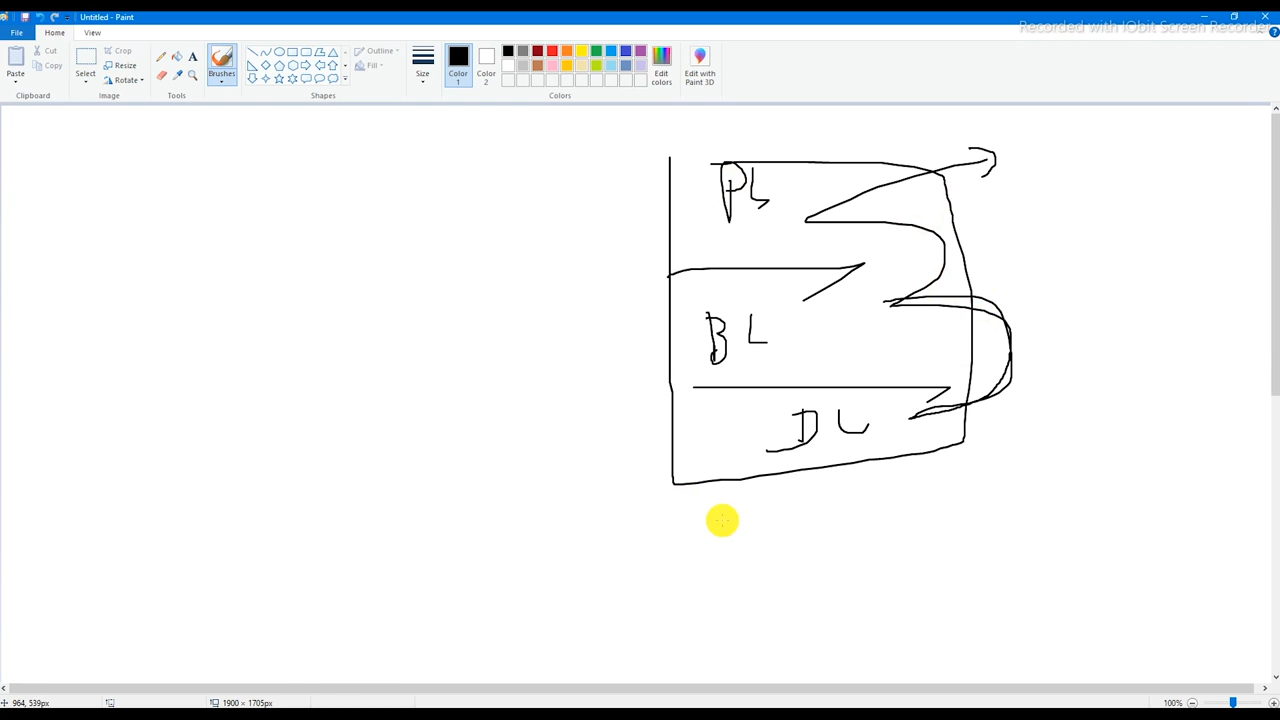 Untitled - Paint
Recorded with IObit Screen Recorder
File Home View
Paste
Cut
Copy
Clipboard
Select
Crop
Resize
Rotate
Image
Tools
Brushes
Shapes
Outline
Fill
Size
Color 1
Color 2
Colors
Edit colors
Edit with Paint 3D
PL
BL
DL
964, 539px
1900 × 1705px
100%